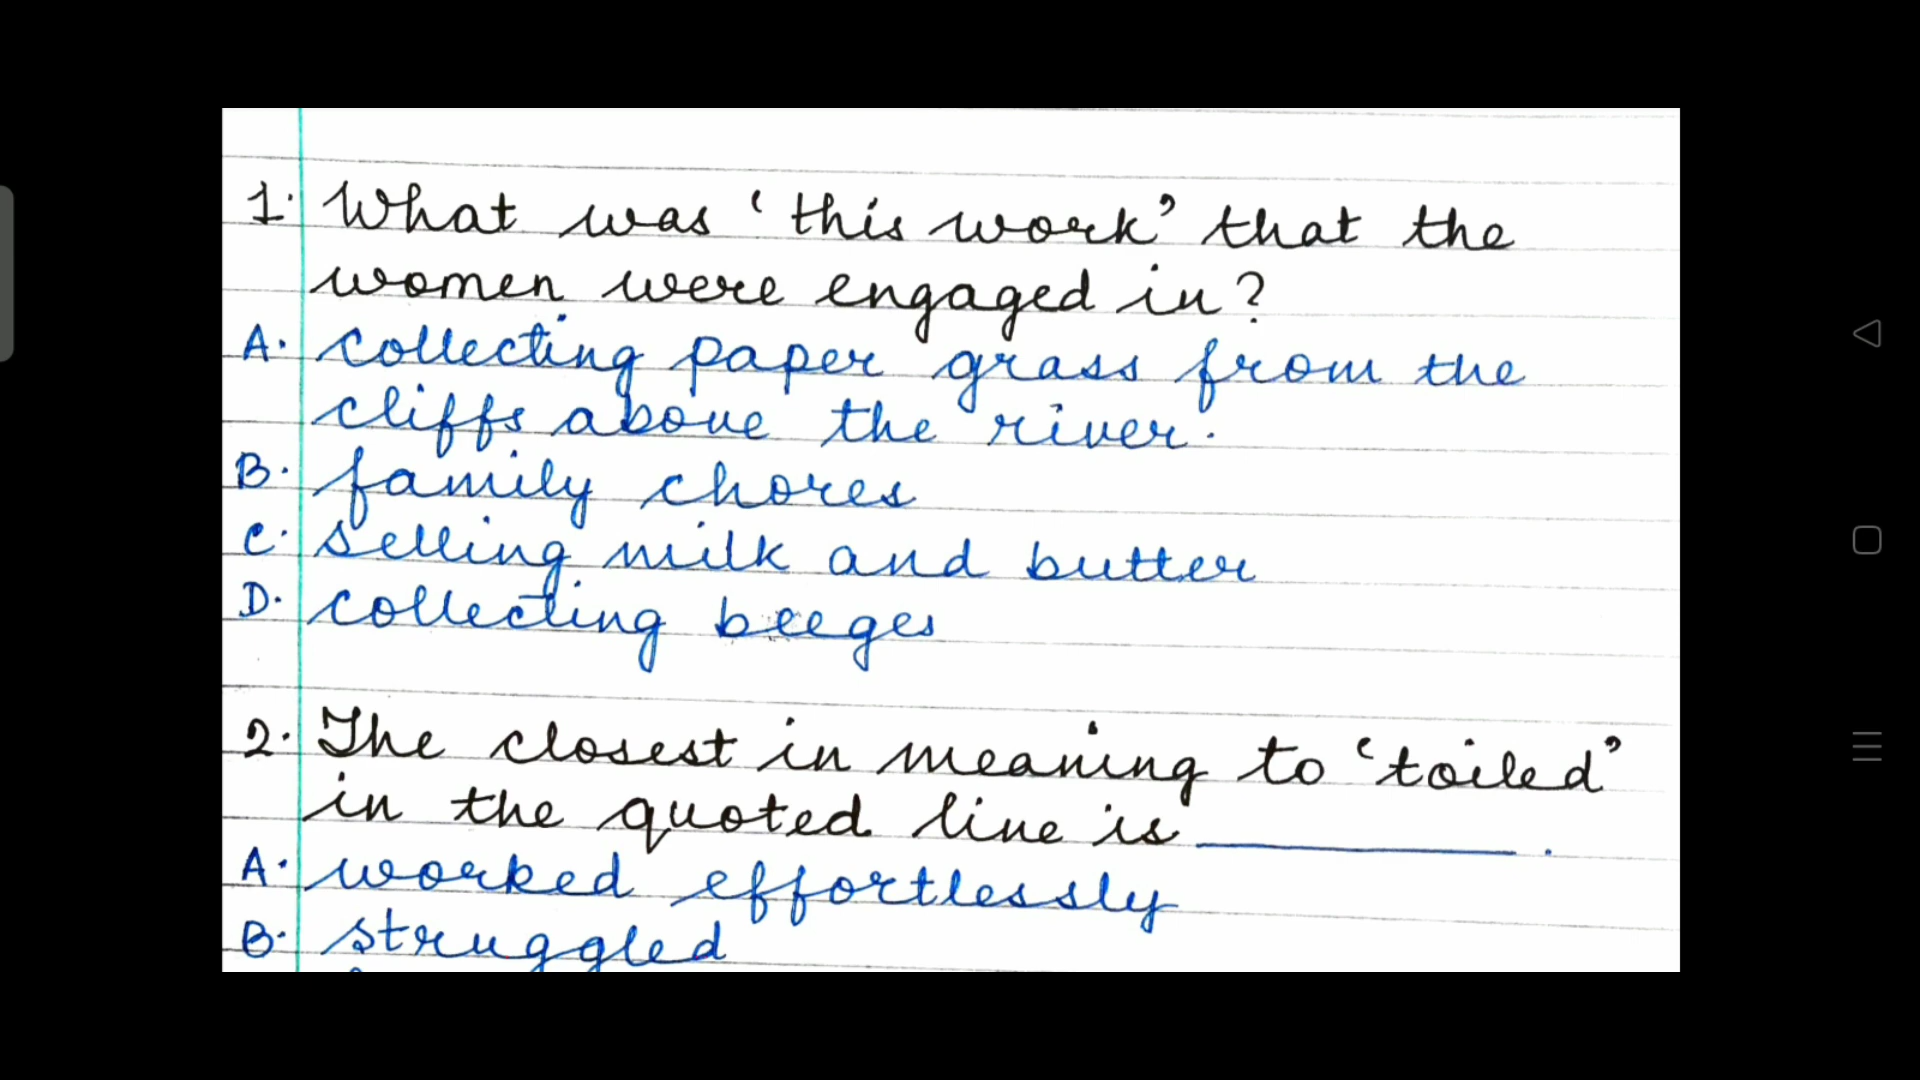 1. What was 'this work' that the
women were engaged in?
A. collecting paper grass from the
cliffs above the river.
B. family chores
C. selling milk and butter
D. collecting beeges
2. The closest in meaning to 'toiled'
in the quoted line is ________ .
A. worked effortlessly
B. struggled